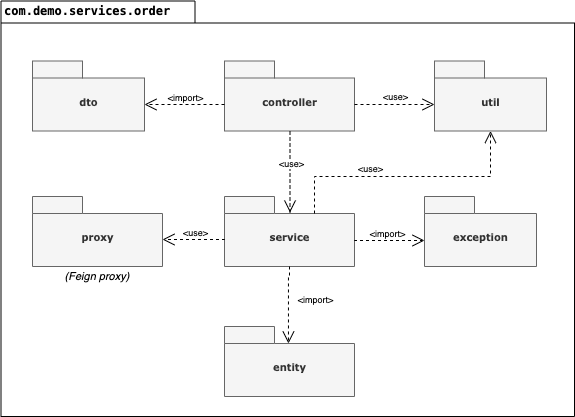 com.demo.services.order
dto
<import>
controller
<use>
util
<use>
<use>
proxy
<use>
service
<import>
exception
(Feign proxy)
<import>
entity